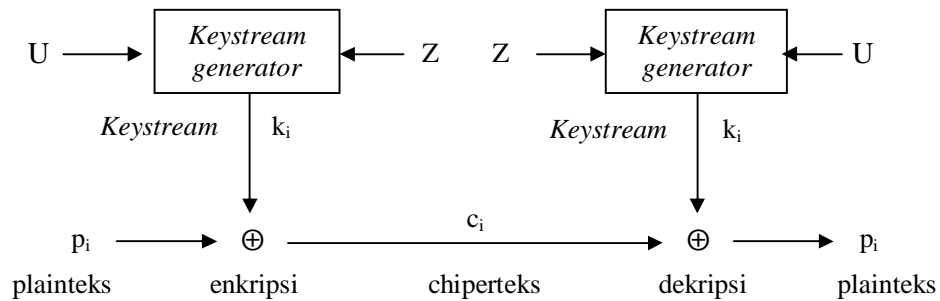 U Keystream generator Z Z Keystream generator U
Keystream kᵢ Keystream kᵢ
cᵢ
pᵢ ⊕ ⊕ pᵢ
plainteks enkripsi chiperteks dekripsi plainteks